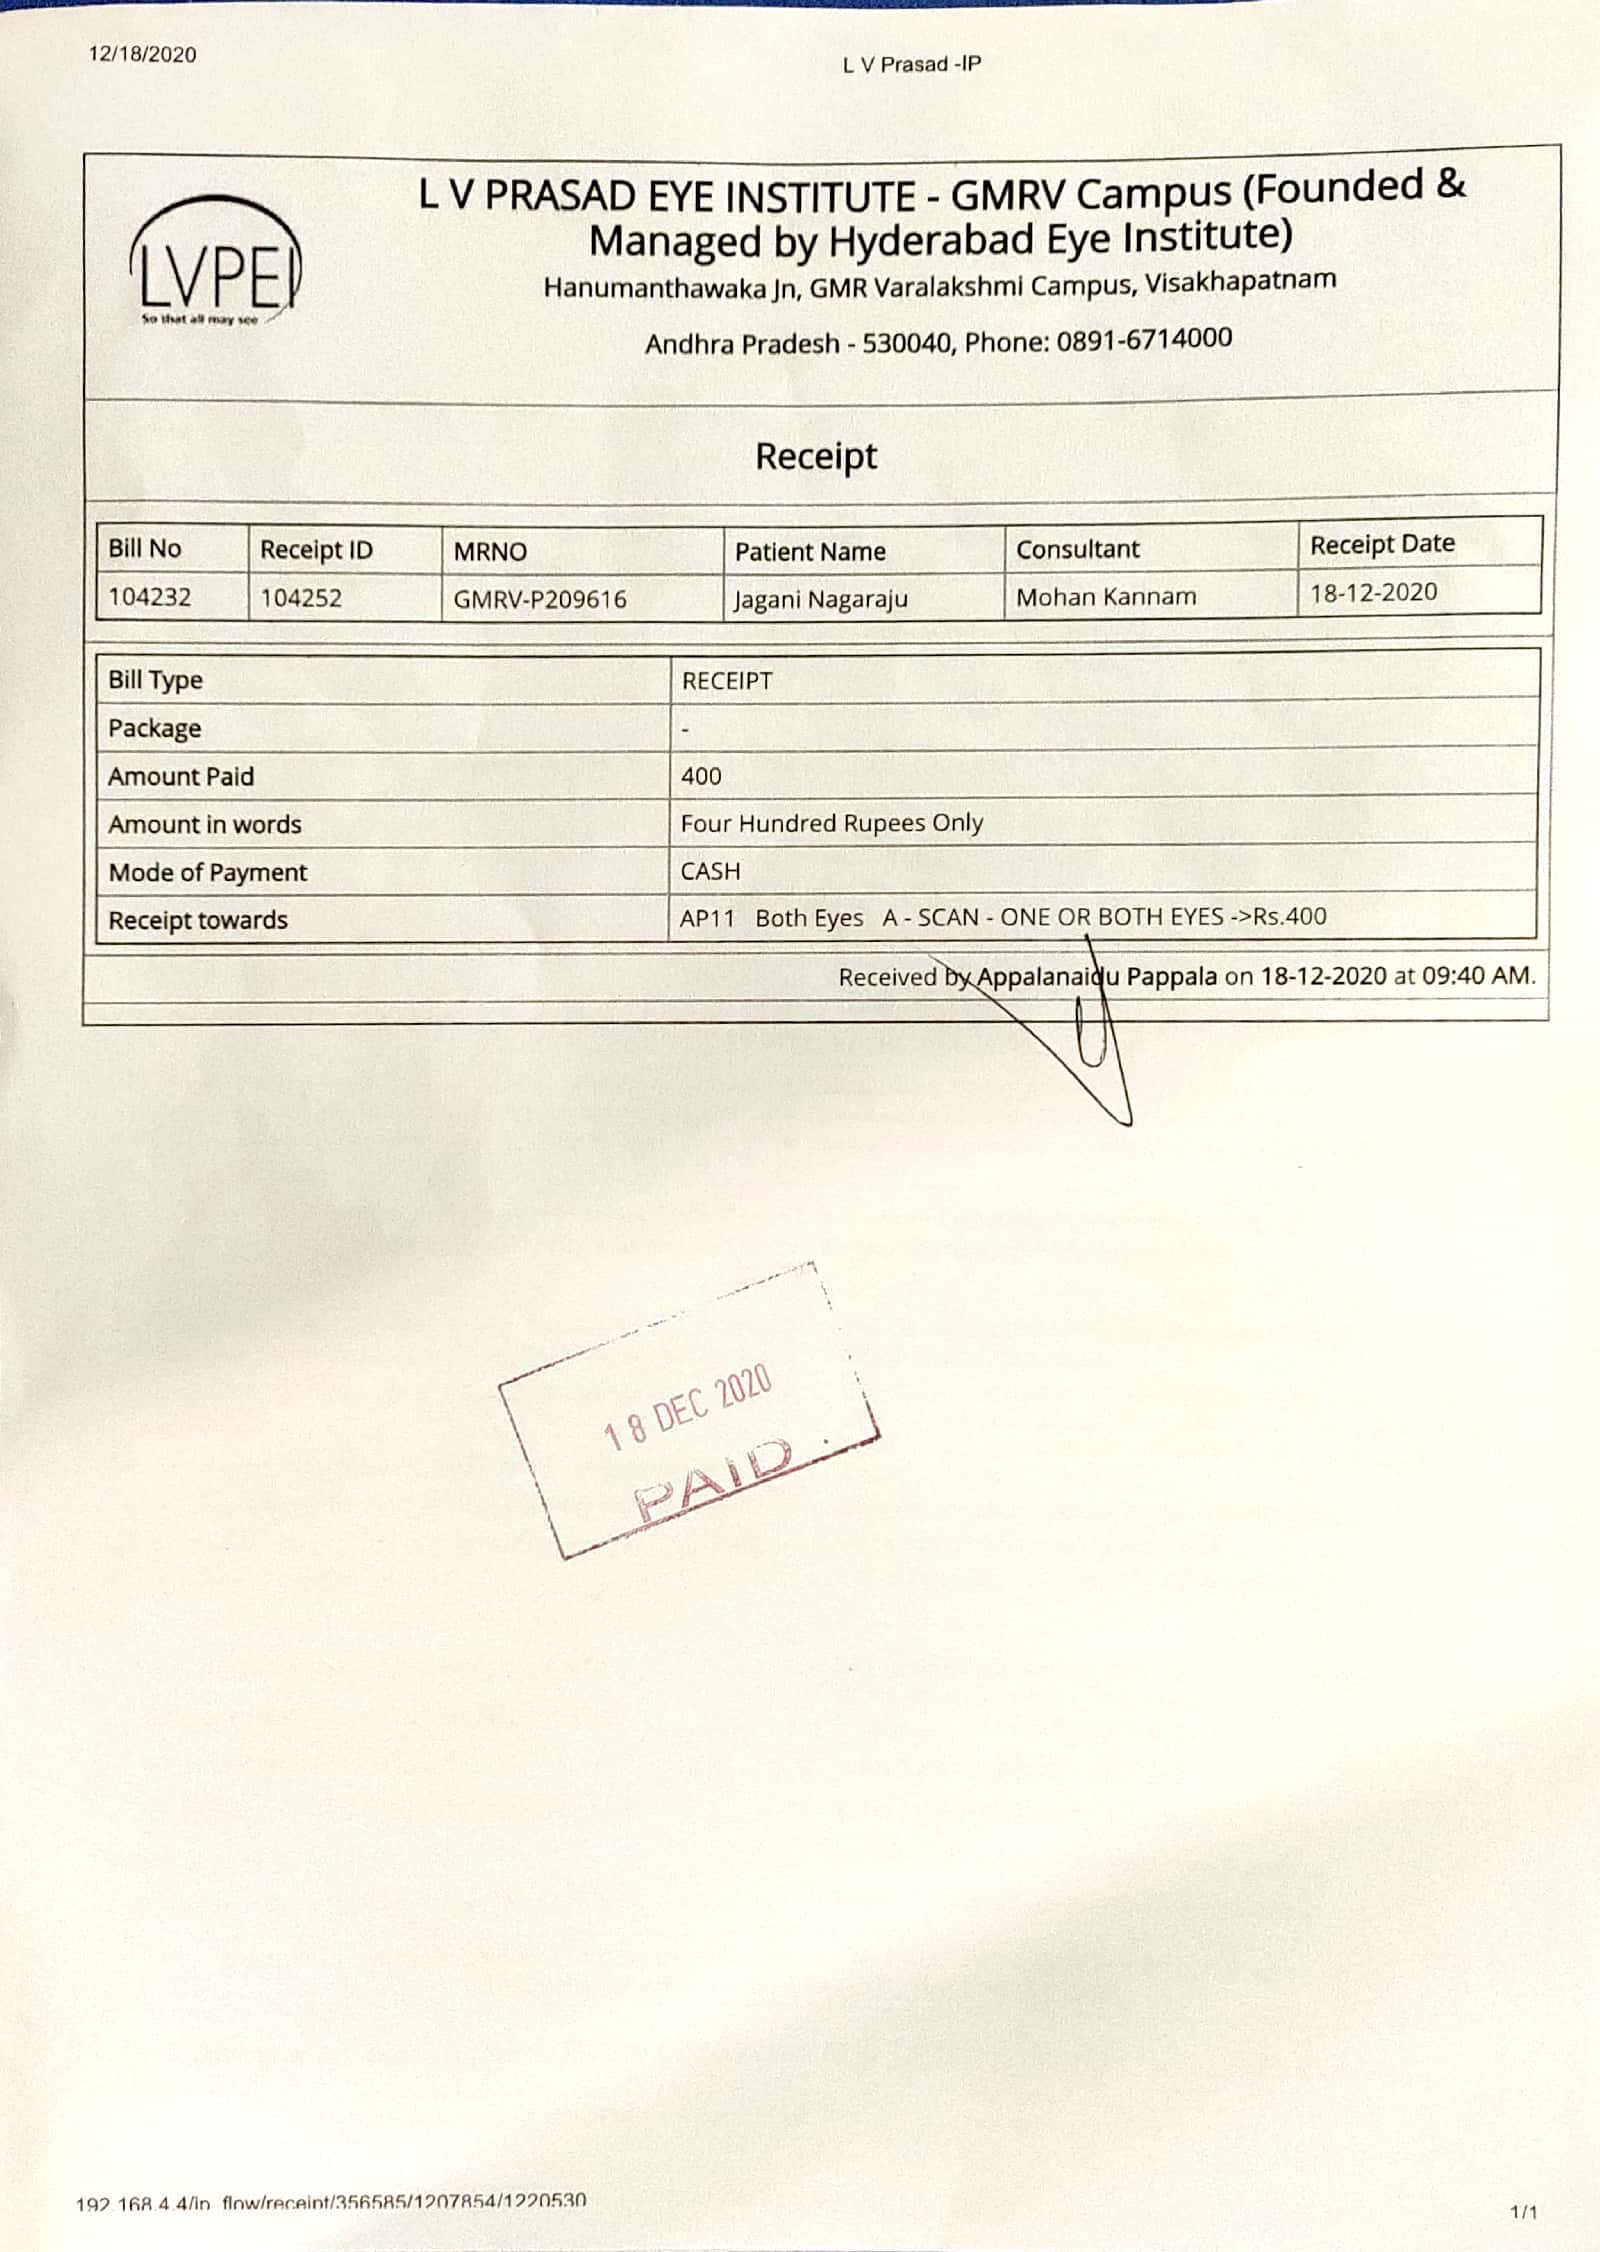 12/18/2020
L V Prasad -IP
LVPEI
So that all may see
L V PRASAD EYE INSTITUTE - GMRV Campus (Founded &
Managed by Hyderabad Eye Institute)
Hanumanthawaka Jn, GMR Varalakshmi Campus, Visakhapatnam
Andhra Pradesh - 530040, Phone: 0891-6714000
Receipt
Bill No Receipt ID MRNO Patient Name Consultant Receipt Date
104232 104252 GMRV-P209616 Jagani Nagaraju Mohan Kannam 18-12-2020
Bill Type RECEIPT
Package -
Amount Paid 400
Amount in words Four Hundred Rupees Only
Mode of Payment CASH
Receipt towards AP11 Both Eyes A - SCAN - ONE OR BOTH EYES ->Rs.400
Received by Appalanaidu Pappala on 18-12-2020 at 09:40 AM.
18 DEC 2020
PAID
192.168.4.4/ip_flow/receipt/356585/1207854/1220530
1/1